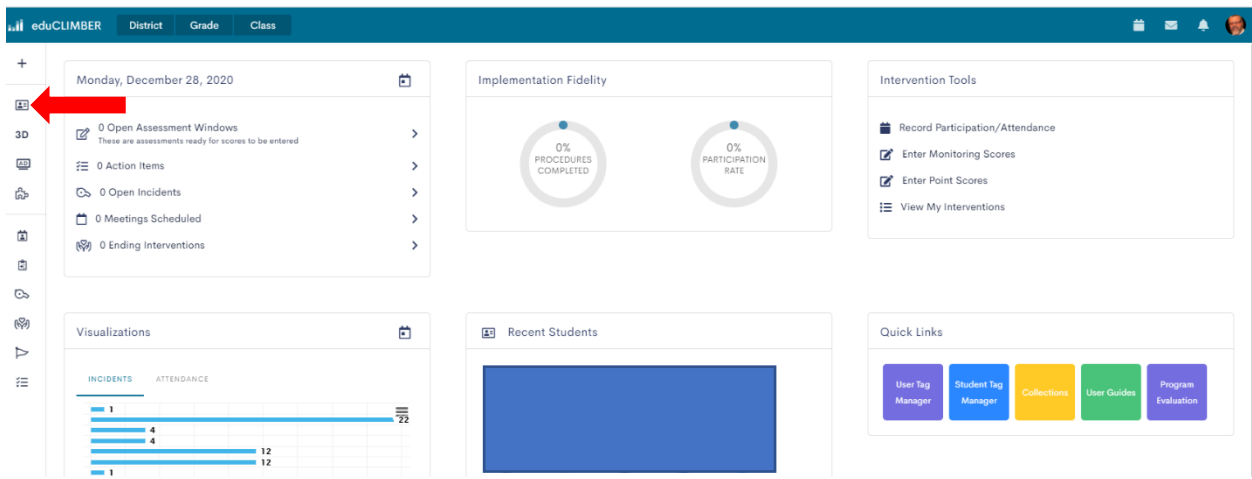 eduCLIMBER District Grade Class
Monday, December 28, 2020
0 Open Assessment Windows
These are assessments ready for scores to be entered
0 Action Items
0 Open Incidents
0 Meetings Scheduled
0 Ending Interventions
Implementation Fidelity
0%
PROCEDURES
COMPLETED
0%
PARTICIPATION
RATE
Intervention Tools
Record Participation/Attendance
Enter Monitoring Scores
Enter Point Scores
View My Interventions
3D
AD
Visualizations
INCIDENTS ATTENDANCE
1
22
4
4
12
12
1
Recent Students
Quick Links
User Tag
Manager
Student Tag
Manager
Collections
User Guides
Program
Evaluation